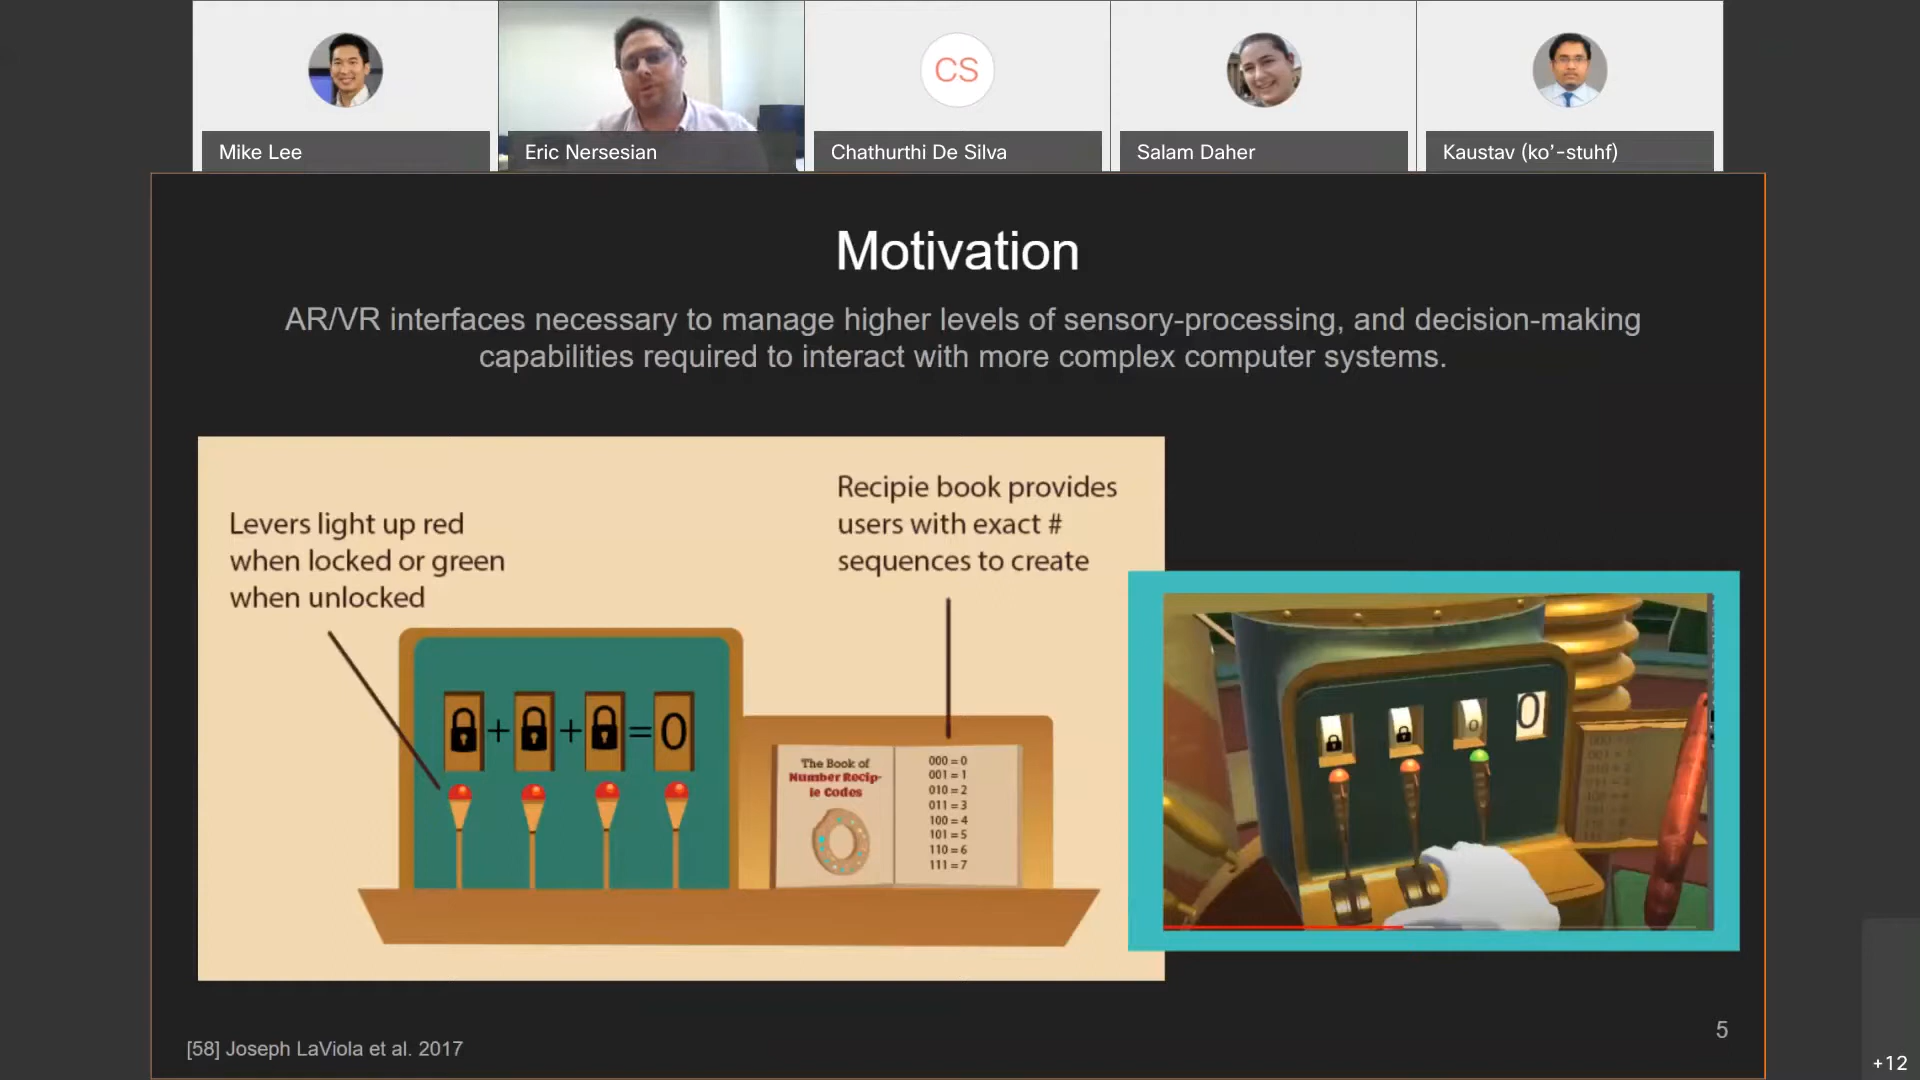 CS
Mike Lee
Eric Nersesian
Chathurthi De Silva
Salam Daher
Kaustav (ko’-stuhf)
Motivation
AR/VR interfaces necessary to manage higher levels of sensory-processing, and decision-making
capabilities required to interact with more complex computer systems.
Levers light up red
when locked or green
when unlocked
Recipie book provides
users with exact #
sequences to create
+ + = 0
The Book of
Number Recip-
ie Codes
000 = 0
001 = 1
010 = 2
011 = 3
100 = 4
101 = 5
110 = 6
111 = 7
0 0
[58] Joseph LaViola et al. 2017
5
+12